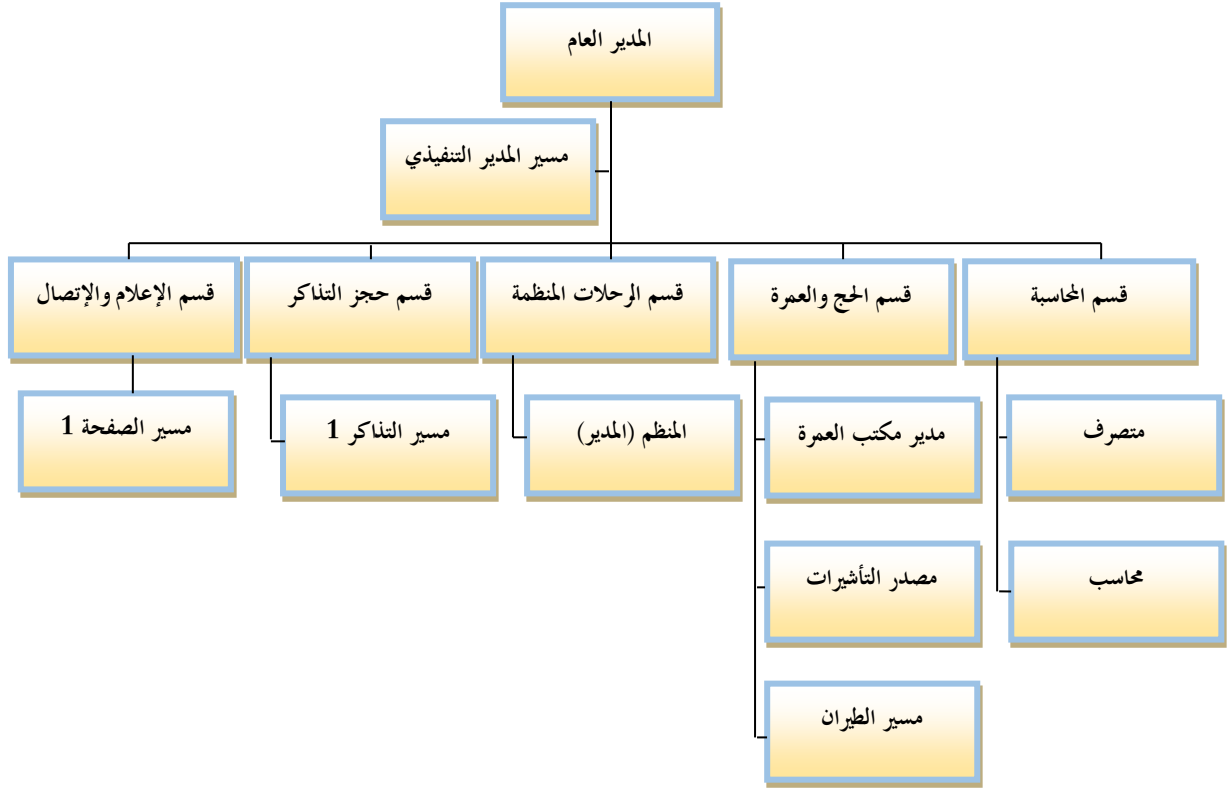 المدير العام
مسير المدير التنفيذي
قسم المحاسبة
قسم الحج والعمرة
قسم الرحلات المنظمة
قسم حجز التذاكر
قسم الإعلام والإتصال
متصرف
مدير مكتب العمرة
المنظم (المدير)
مسير التذاكر 1
مسير الصفحة 1
محاسب
مصدر التأشيرات
مسير الطيران